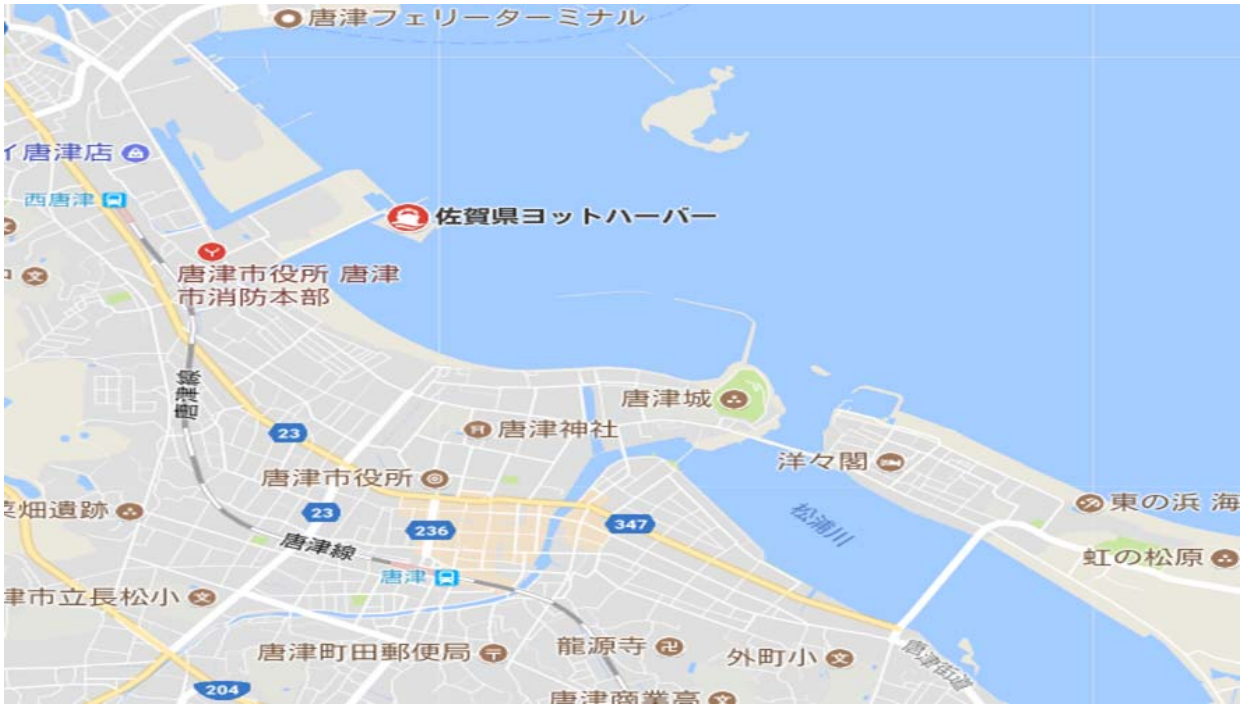 唐津フェリーターミナル
イ唐津店
西唐津
佐賀県ヨットハーバー
唐津市役所 唐津
市消防本部
唐津線
唐津城
23
唐津神社
洋々閣
唐津市役所
菜畑遺跡
23
236
347
松浦川
東の浜 海
唐津線
虹の松原
唐津
津市立長松小
唐津町田郵便局
龍源寺
外町小
唐津街道
204
唐津商業高